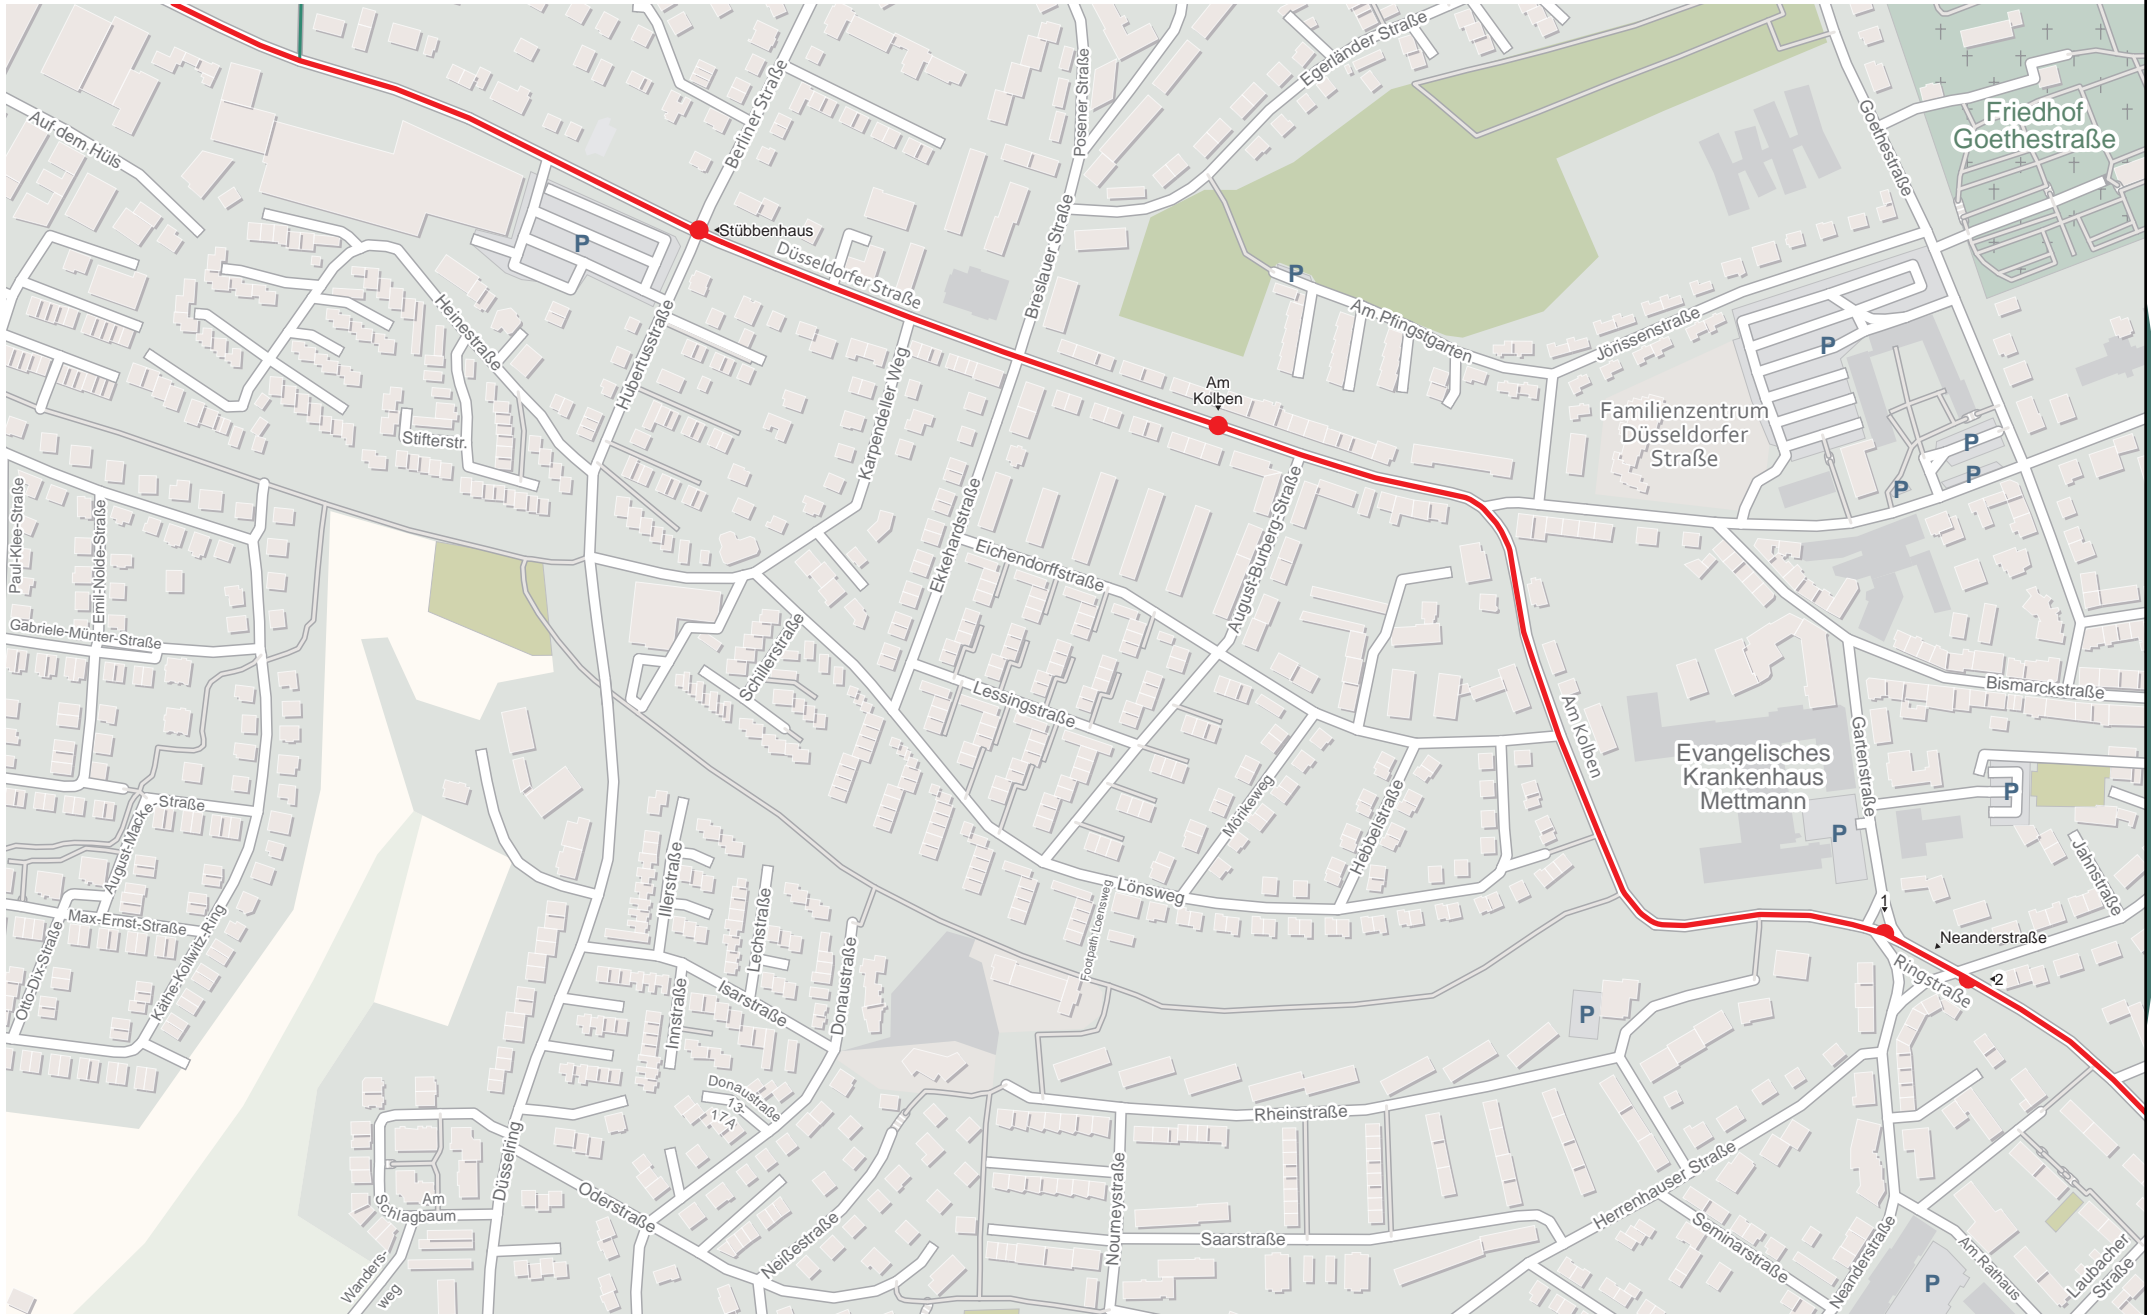 Egerländer Straße
Posener Straße
Berliner Straße
Auf dem Hüls
Goethestraße
Friedhof
Goethestraße
Breslauer Straße
P
Stübbenhaus
Düsseldorfer Straße
P
Am Pfingstgarten
Heinestraße
Hubertusstraße
Jörissenstraße
P
Karpendeller Weg
Am
Kolben
Familienzentrum
Düsseldorfer
Straße
Stifterstr.
P
P
P
Paul-Klee-Straße
Emil-Nolde-Straße
Ekkehardstraße
August-Burberg-Straße
Eichendorffstraße
Gabriele-Münter-Straße
Schillerstraße
Lessingstraße
Am Kolben
Bismarckstraße
Gartenstraße
Evangelisches
Krankenhaus
Mettmann
P
P
Mörikeweg
Hebbelstraße
August-Macke-Straße
Illerstraße
Lechstraße
Lönsweg
Footpath Loensweg
Jahnstraße
Max-Ernst-Straße
Otto-Dix-Straße
Käthe-Kollwitz-Ring
1
Neanderstraße
2
Ringstraße
Donaustraße
Isarstraße
Innstraße
P
Donaustraße
13-
17A
Rheinstraße
Düsselring
Noumeystraße
Herrenhauser Straße
Am
Schlagbaum
Oderstraße
Neißestraße
Saarstraße
Seminarstraße
Neanderstraße
Am Rathaus
Laubacher
Straße
Wanders-
weg
P